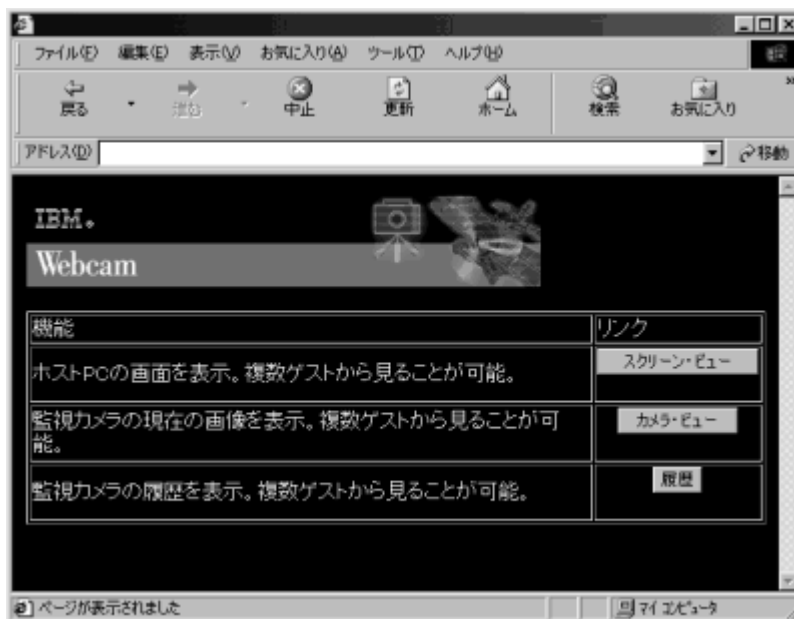 ファイル(F) 編集(E) 表示(V) お気に入り(A) ツール(T) ヘルプ(H)
戻る 進む 中止 更新 ホーム 検索 お気に入り »
アドレス(D) 移動
IBM®
Webcam
機能 リンク
ホストPCの画面を表示。複数ゲストから見ることが可能。 スクリーン・ビュー
監視カメラの現在の画像を表示。複数ゲストから見ることが可
能。
カメラ・ビュー
監視カメラの履歴を表示。複数ゲストから見ることが可能。 履歴
ページが表示されました マイ コンピュータ